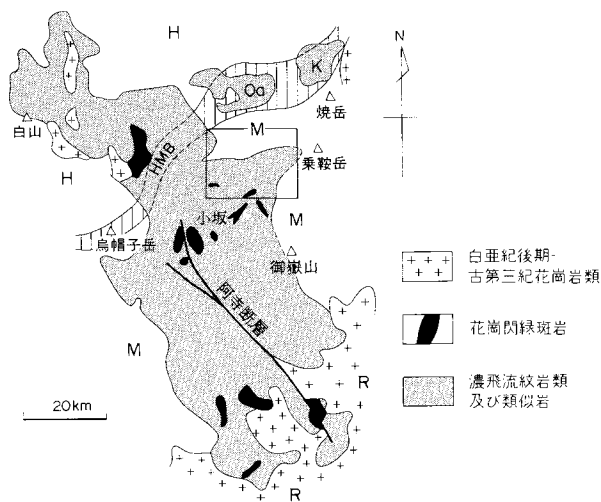 H
N
K
Oa
焼岳
白山
M
HMB
乗鞍岳
H
小坂
M
烏帽子岳
御嶽山
阿寺断層
M
R
20km
R
白亜紀後期-
古第三紀花崗岩類
花崗閃緑斑岩
濃飛流紋岩類
及び類似岩